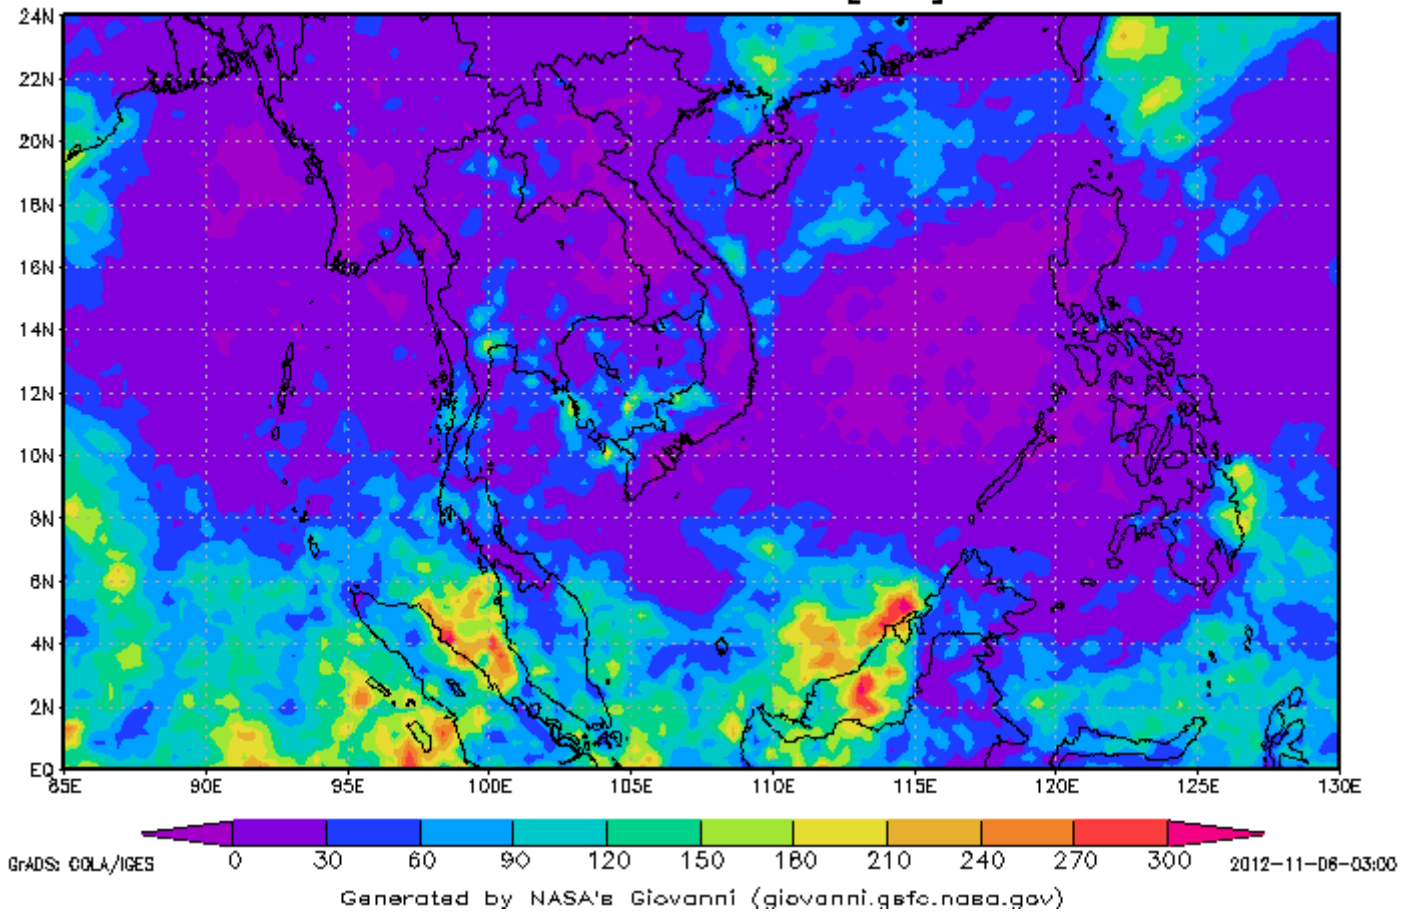 24N
22N
20N
18N
16N
14N
12N
10N
8N
6N
4N
2N
EQ
85E 90E 95E 100E 105E 110E 115E 120E 125E 130E
0 30 60 90 120 150 180 210 240 270 300
GrADS: COLA/IGES 2012-11-06-03:00
Generated by NASA's Giovanni (giovanni.gsfc.nasa.gov)